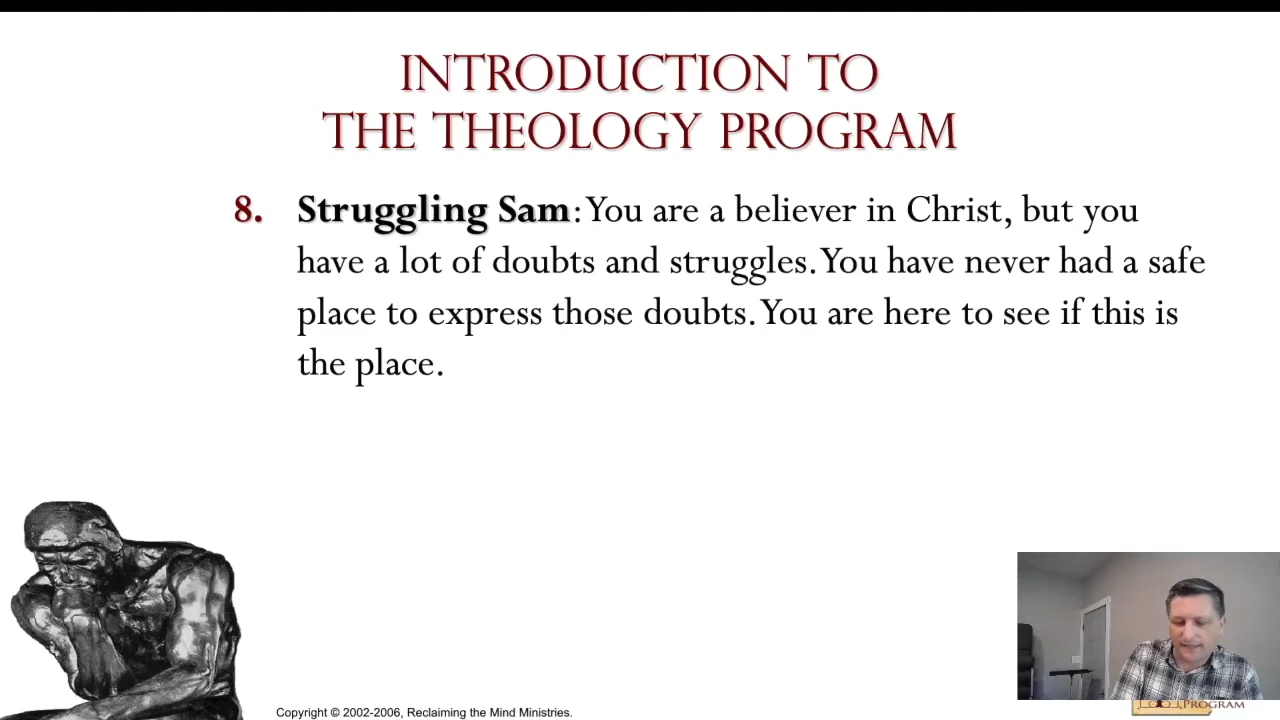 INTRODUCTION TO
THE THEOLOGY PROGRAM
8. Struggling Sam: You are a believer in Christ, but you
have a lot of doubts and struggles. You have never had a safe
place to express those doubts. You are here to see if this is
the place.
Copyright © 2002-2006, Reclaiming the Mind Ministries.
PROGRAM